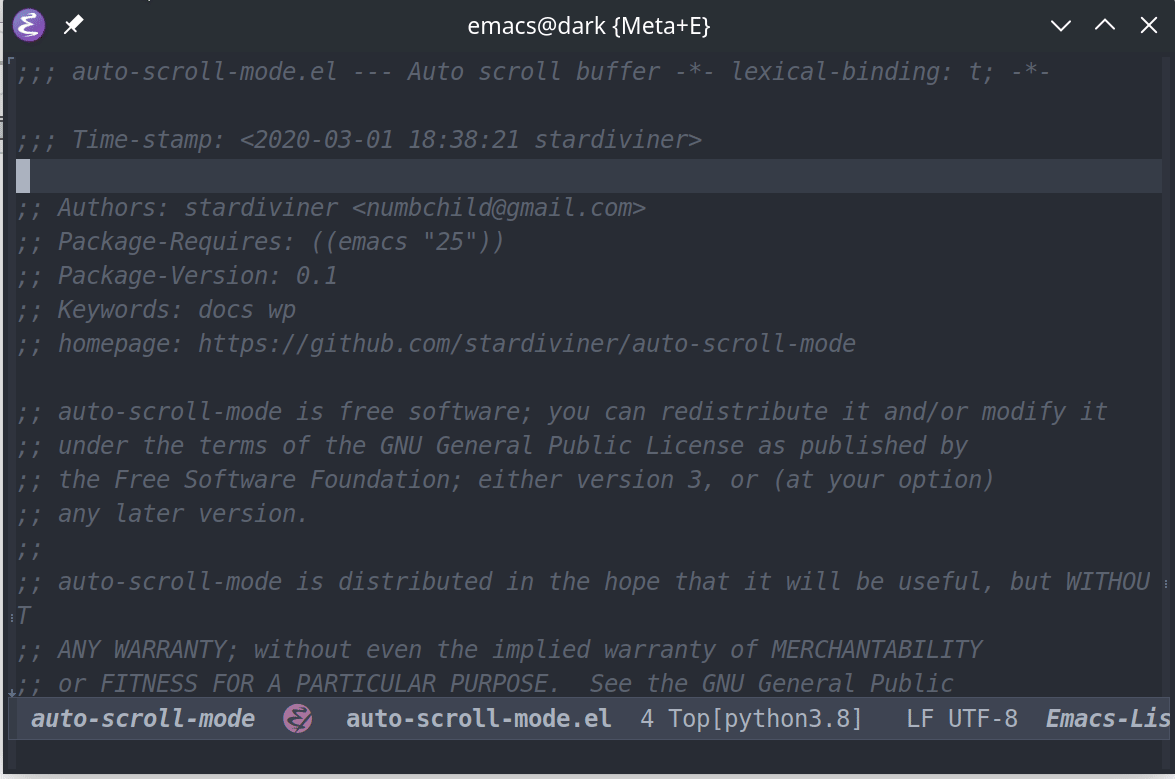 emacs@dark {Meta+E}
;;; auto-scroll-mode.el --- Auto scroll buffer -*- lexical-binding: t; -*-
;;; Time-stamp: <2020-03-01 18:38:21 stardiviner>
;; Authors: stardiviner <numbchild@gmail.com>
;; Package-Requires: ((emacs "25"))
;; Package-Version: 0.1
;; Keywords: docs wp
;; homepage: https://github.com/stardiviner/auto-scroll-mode
;; auto-scroll-mode is free software; you can redistribute it and/or modify it
;; under the terms of the GNU General Public License as published by
;; the Free Software Foundation; either version 3, or (at your option)
;; any later version.
;;
;; auto-scroll-mode is distributed in the hope that it will be useful, but WITHOU
T
;; ANY WARRANTY; without even the implied warranty of MERCHANTABILITY
;; or FITNESS FOR A PARTICULAR PURPOSE.  See the GNU General Public
auto-scroll-mode auto-scroll-mode.el 4 Top[python3.8] LF UTF-8 Emacs-Lis